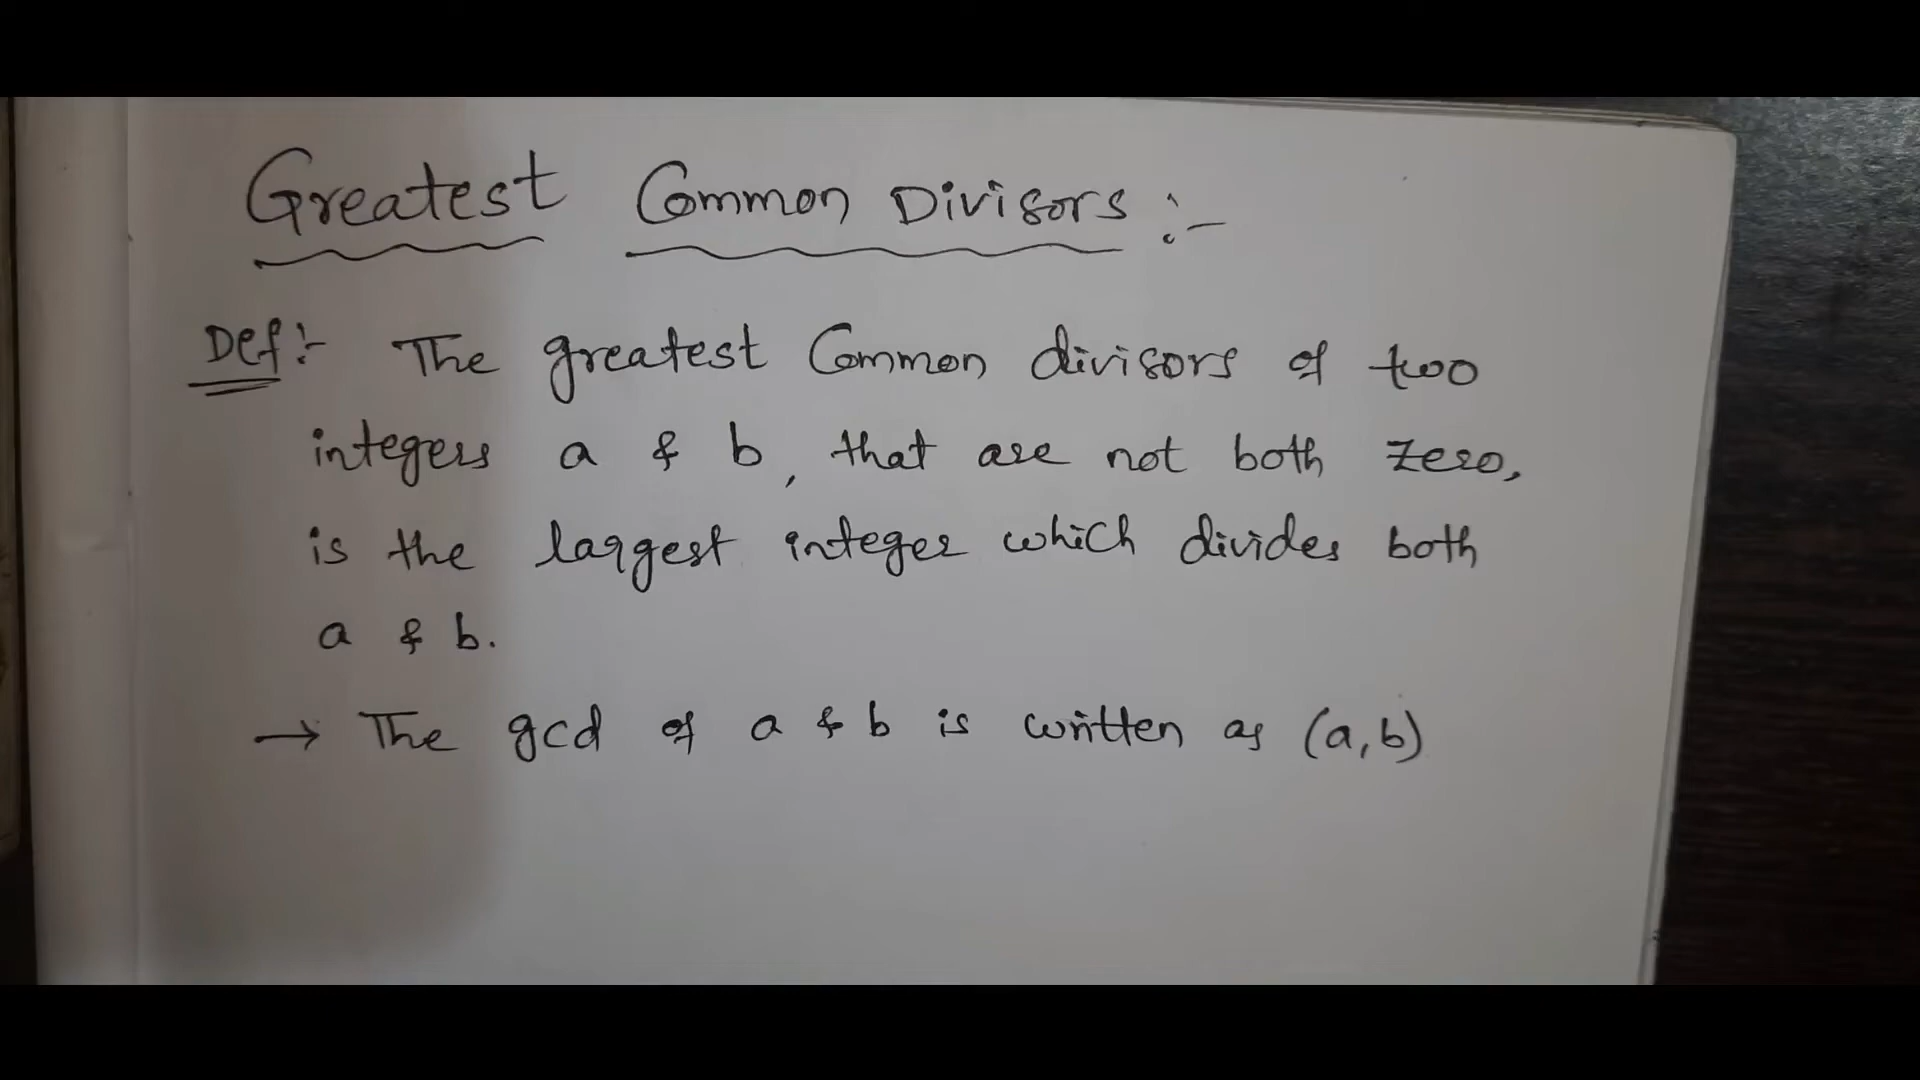 Greatest Common Divisors :-
Def:- The greatest Common divisors of two
integers a & b, that are not both zero,
is the largest integer which divides both
a & b.
→ The gcd of a & b is written as (a,b)